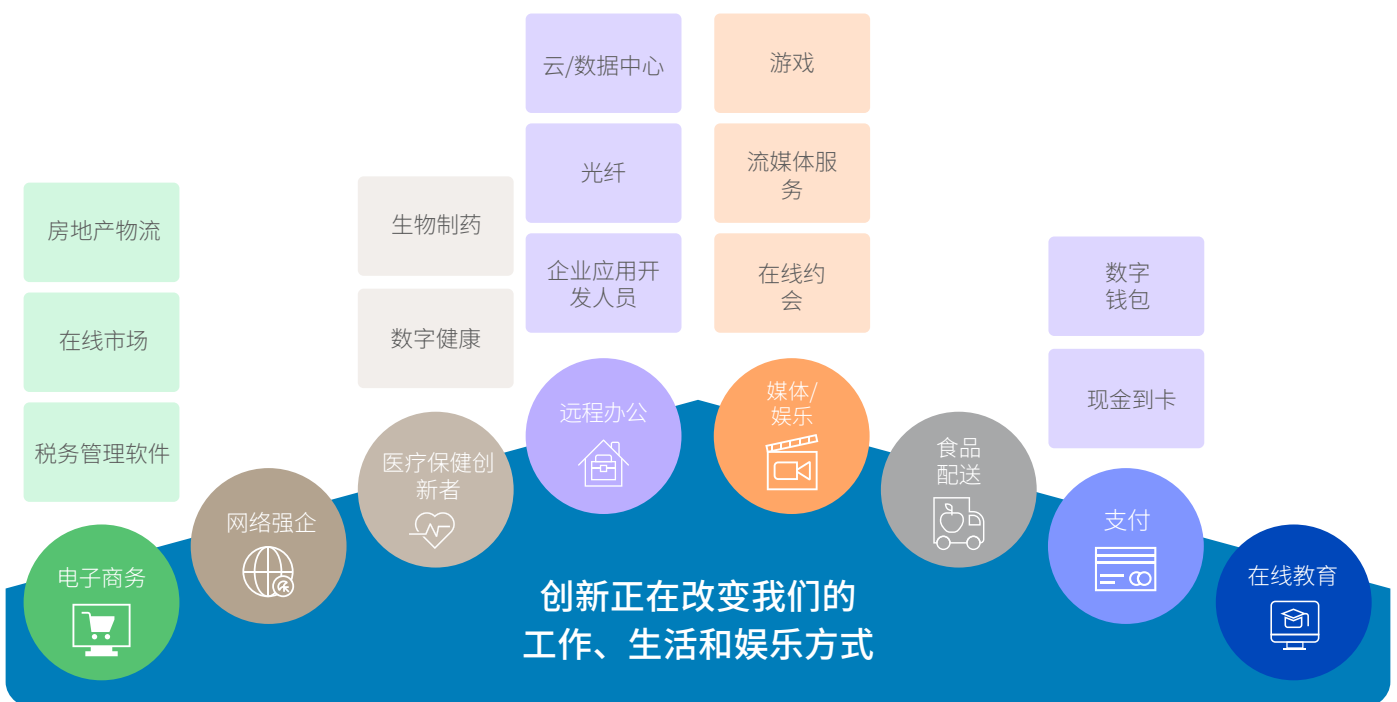 房地产物流
在线市场
税务管理软件
电子商务
网络强企
生物制药
数字健康
医疗保健创
新者
云/数据中心
光纤
企业应用开
发人员
远程办公
游戏
流媒体服
务
在线约
会
媒体/
娱乐
食品
配送
数字
钱包
现金到卡
支付
在线教育
创新正在改变我们的
工作、生活和娱乐方式